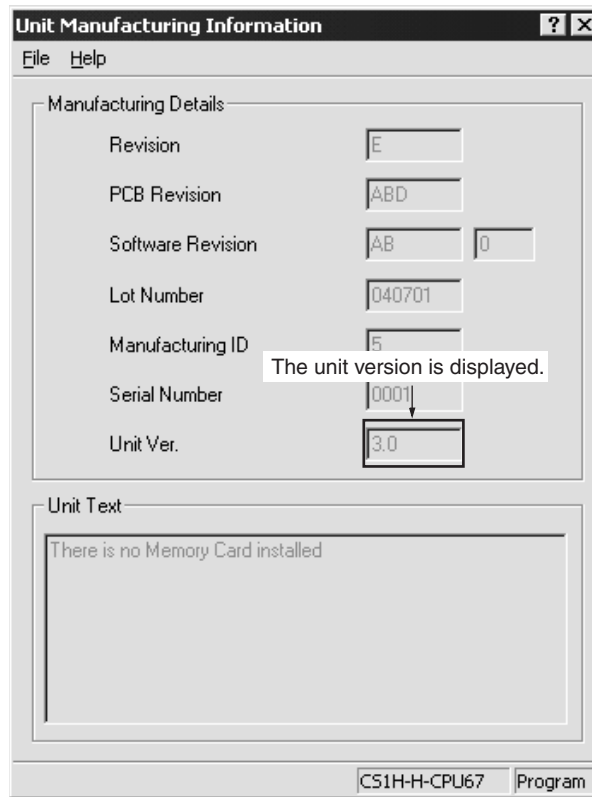 Unit Manufacturing Information
File Help
Manufacturing Details
Revision E
PCB Revision ABD
Software Revision AB 0
Lot Number 040701
Manufacturing ID 5
The unit version is displayed.
Serial Number 0001
Unit Ver. 3.0
Unit Text
There is no Memory Card installed
CS1H-H-CPU67 Program